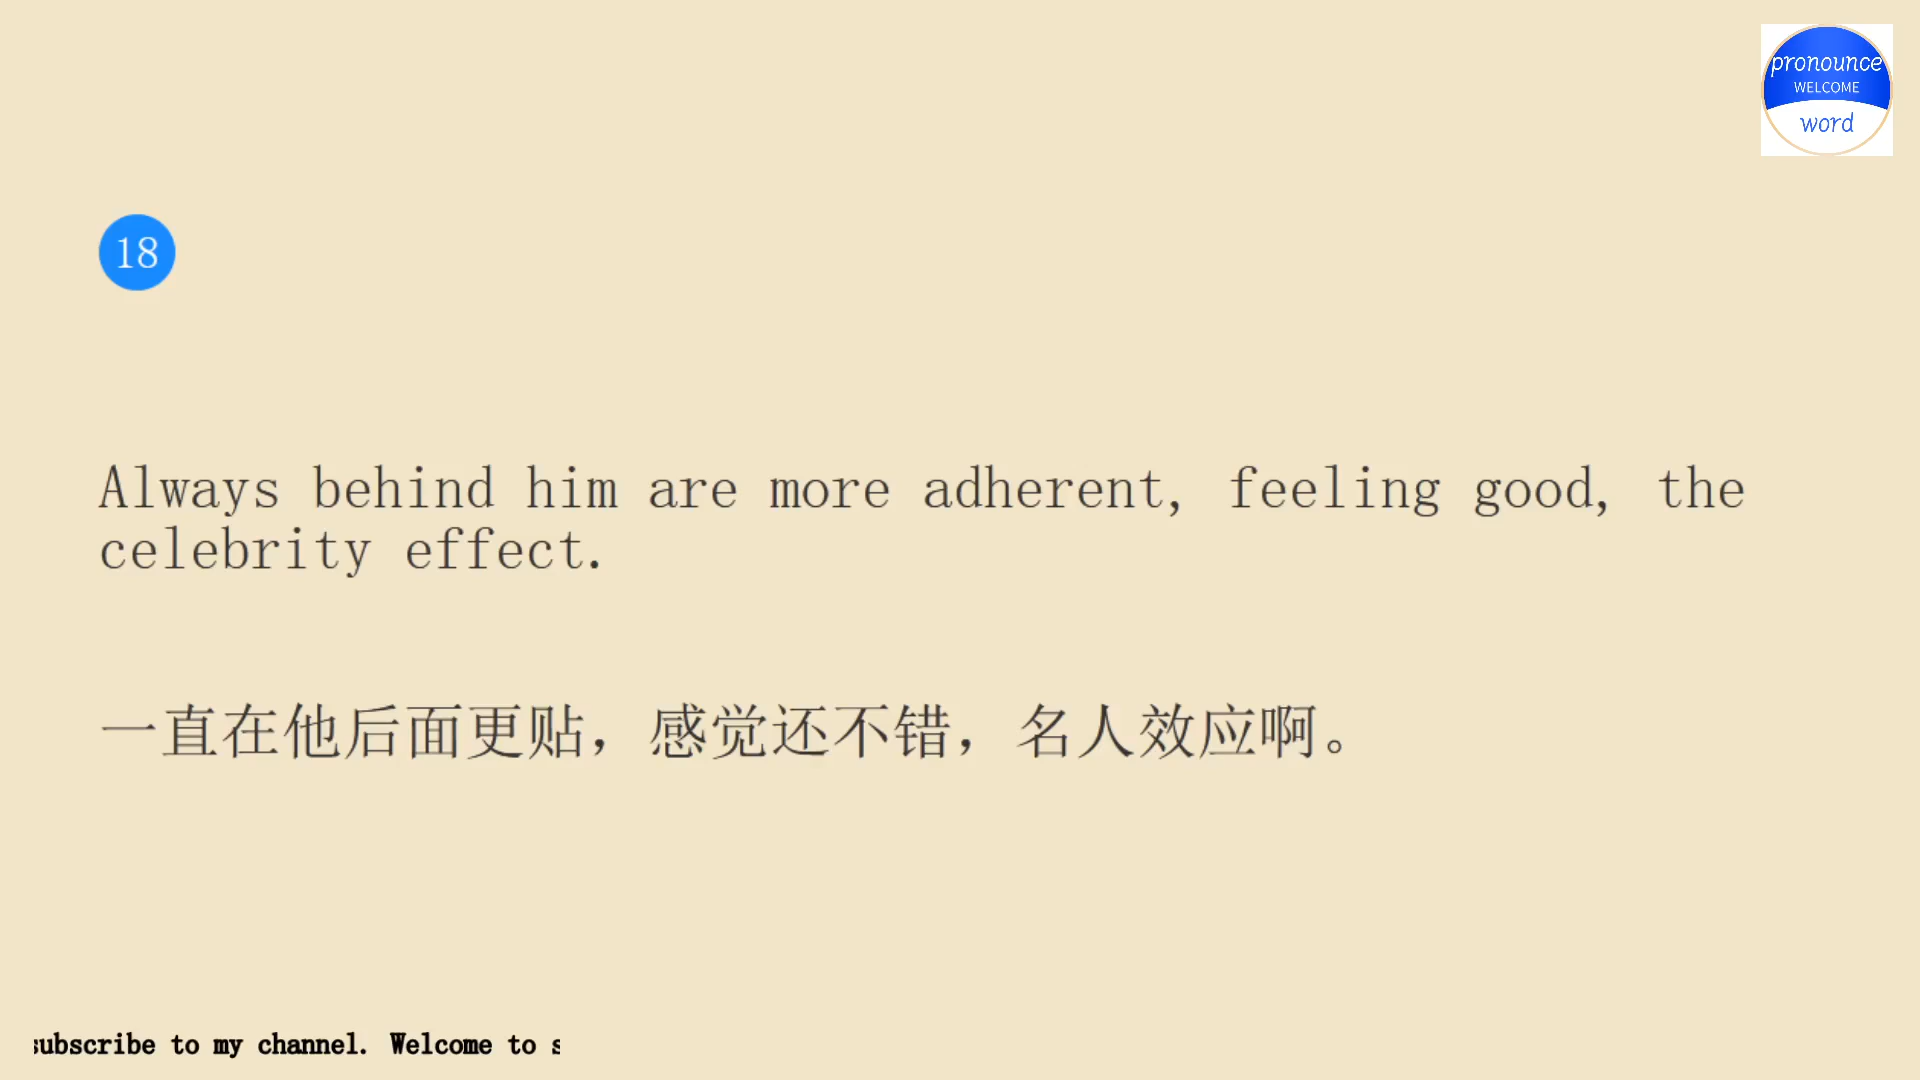 pronounce
WELCOME
word
18
Always behind him are more adherent, feeling good, the
celebrity effect.
一直在他后面更贴，感觉还不错，名人效应啊。
subscribe to my channel. Welcome to s